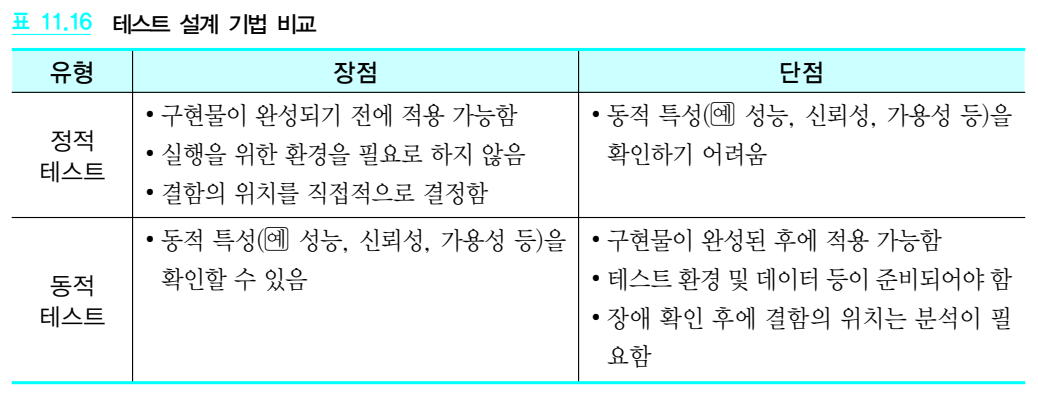 표 11.16 테스트 설계 기법 비교
유형 장점 단점
정적
테스트
• 구현물이 완성되기 전에 적용 가능함
• 실행을 위한 환경을 필요로 하지 않음
• 결함의 위치를 직접적으로 결정함
• 동적 특성(예 성능, 신뢰성, 가용성 등)을
확인하기 어려움
동적
테스트
• 동적 특성(예 성능, 신뢰성, 가용성 등)을
확인할 수 있음
• 구현물이 완성된 후에 적용 가능함
• 테스트 환경 및 데이터 등이 준비되어야 함
• 장애 확인 후에 결함의 위치는 분석이 필
요함